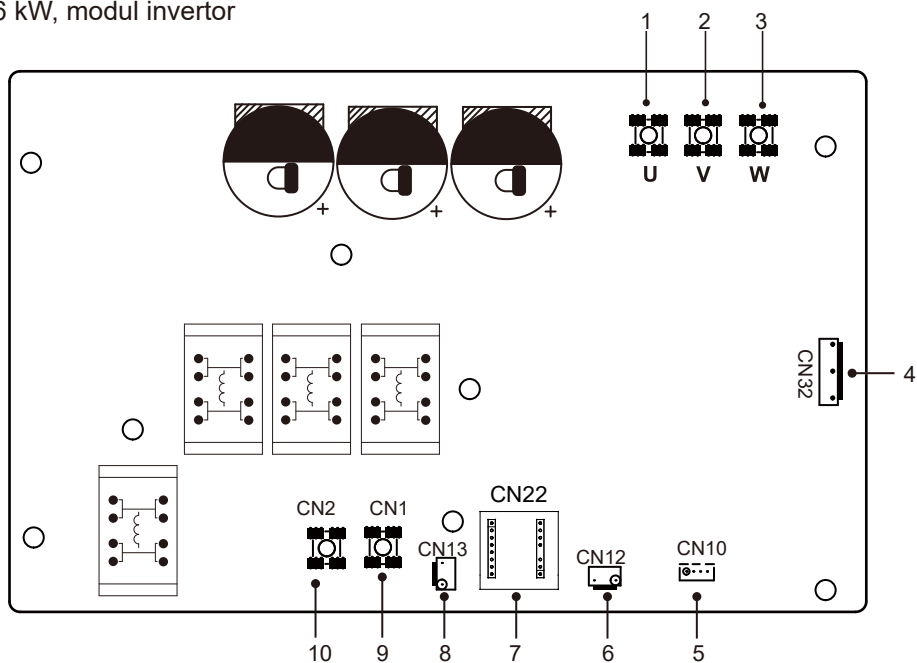 6 kW, modul invertor
1 2 3
U V W
+ + +
CN32
4
CN2 CN1 CN22
CN13 CN12 CN10
10 9 8 7 6 5